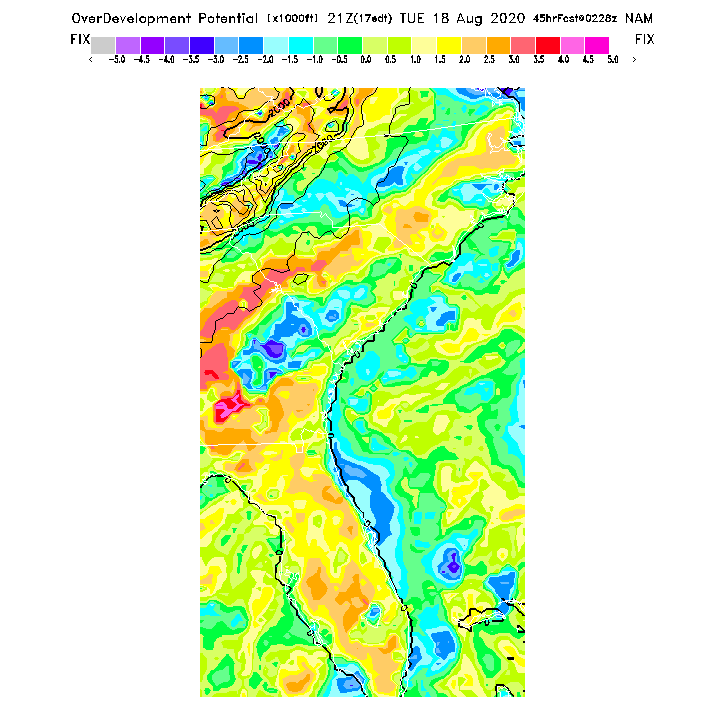 OverDevelopment Potential [x1000ft] 21Z(17edt) TUE 18 Aug 2020 45hrFcst@0228z NAM
FIX FIX
< -5.0 -4.5 -4.0 -3.5 -3.0 -2.5 -2.0 -1.5 -1.0 -0.5 0.0 0.5 1.0 1.5 2.0 2.5 3.0 3.5 4.0 4.5 5.0 >
2000